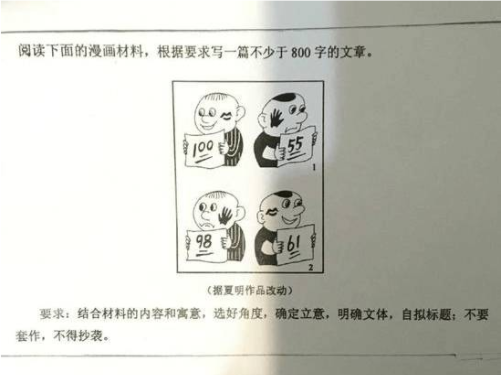 阅读下面的漫画材料，根据要求写一篇不少于800字的文章。
100
55
1
98
61
2
（据夏明作品改动）
要求：结合材料的内容和寓意，选好角度，确定立意，明确文体，自拟标题；不要
套作，不得抄袭。